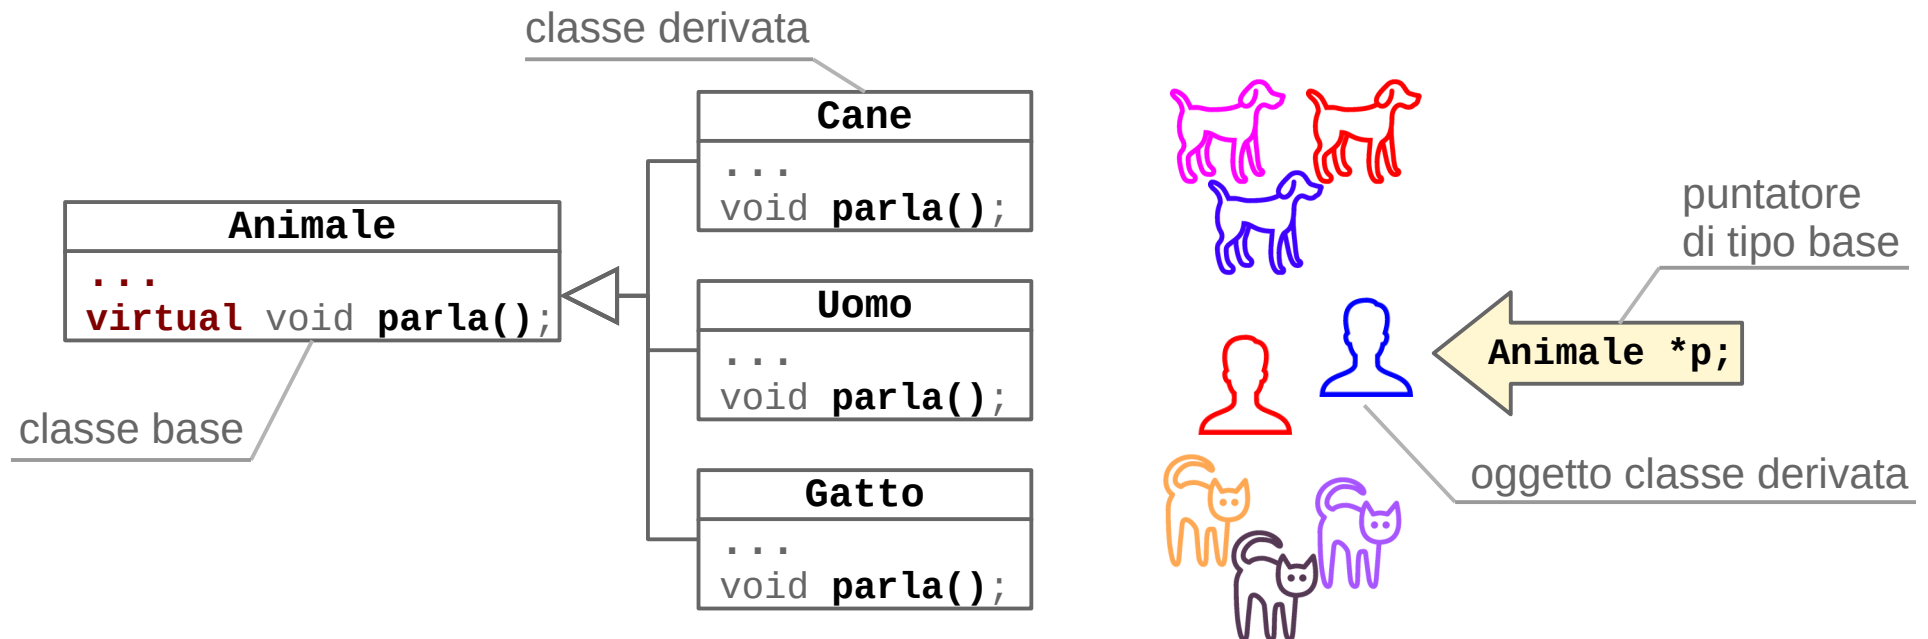 classe derivata
Cane
...
void parla();
Animale
...
virtual void parla();
classe base
Uomo
...
void parla();
Gatto
...
void parla();
puntatore
di tipo base
Animale *p;
oggetto classe derivata